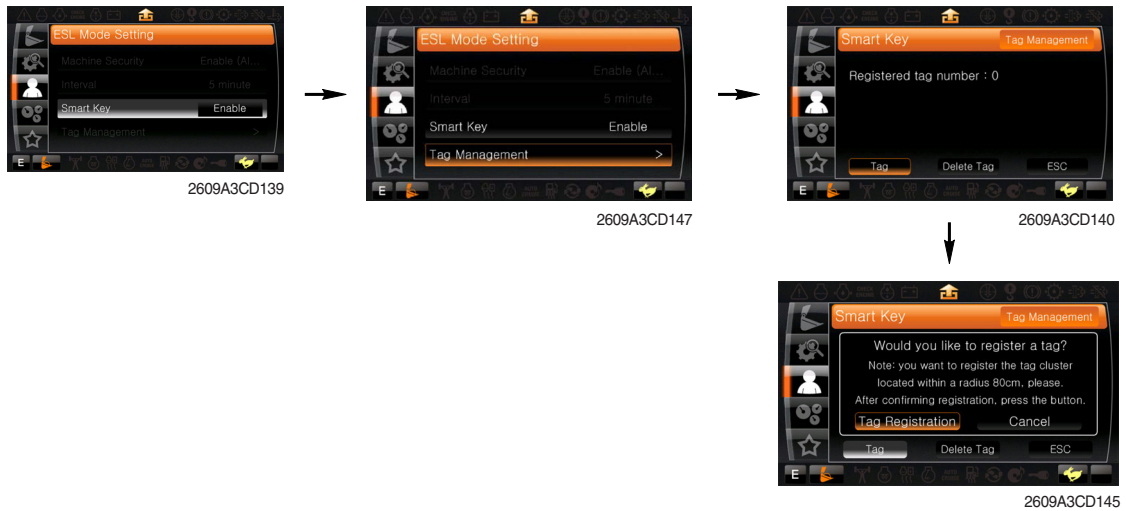 ESL Mode Setting
Machine Security Enable (Al...
Interval 5 minute
Smart Key Enable
Tag Management >
E
2609A3CD139
ESL Mode Setting
Machine Security Enable (Al...
Interval 5 minute
Smart Key Enable
Tag Management >
E
2609A3CD147
Smart Key Tag Management
Registered tag number : 0
Tag Delete Tag ESC
E
2609A3CD140
Smart Key Tag Management
Would you like to register a tag?
Note: you want to register the tag cluster
located within a radius 80cm, please.
After confirming registration, press the button.
Tag Registration Cancel
Tag Delete Tag ESC
E
2609A3CD145